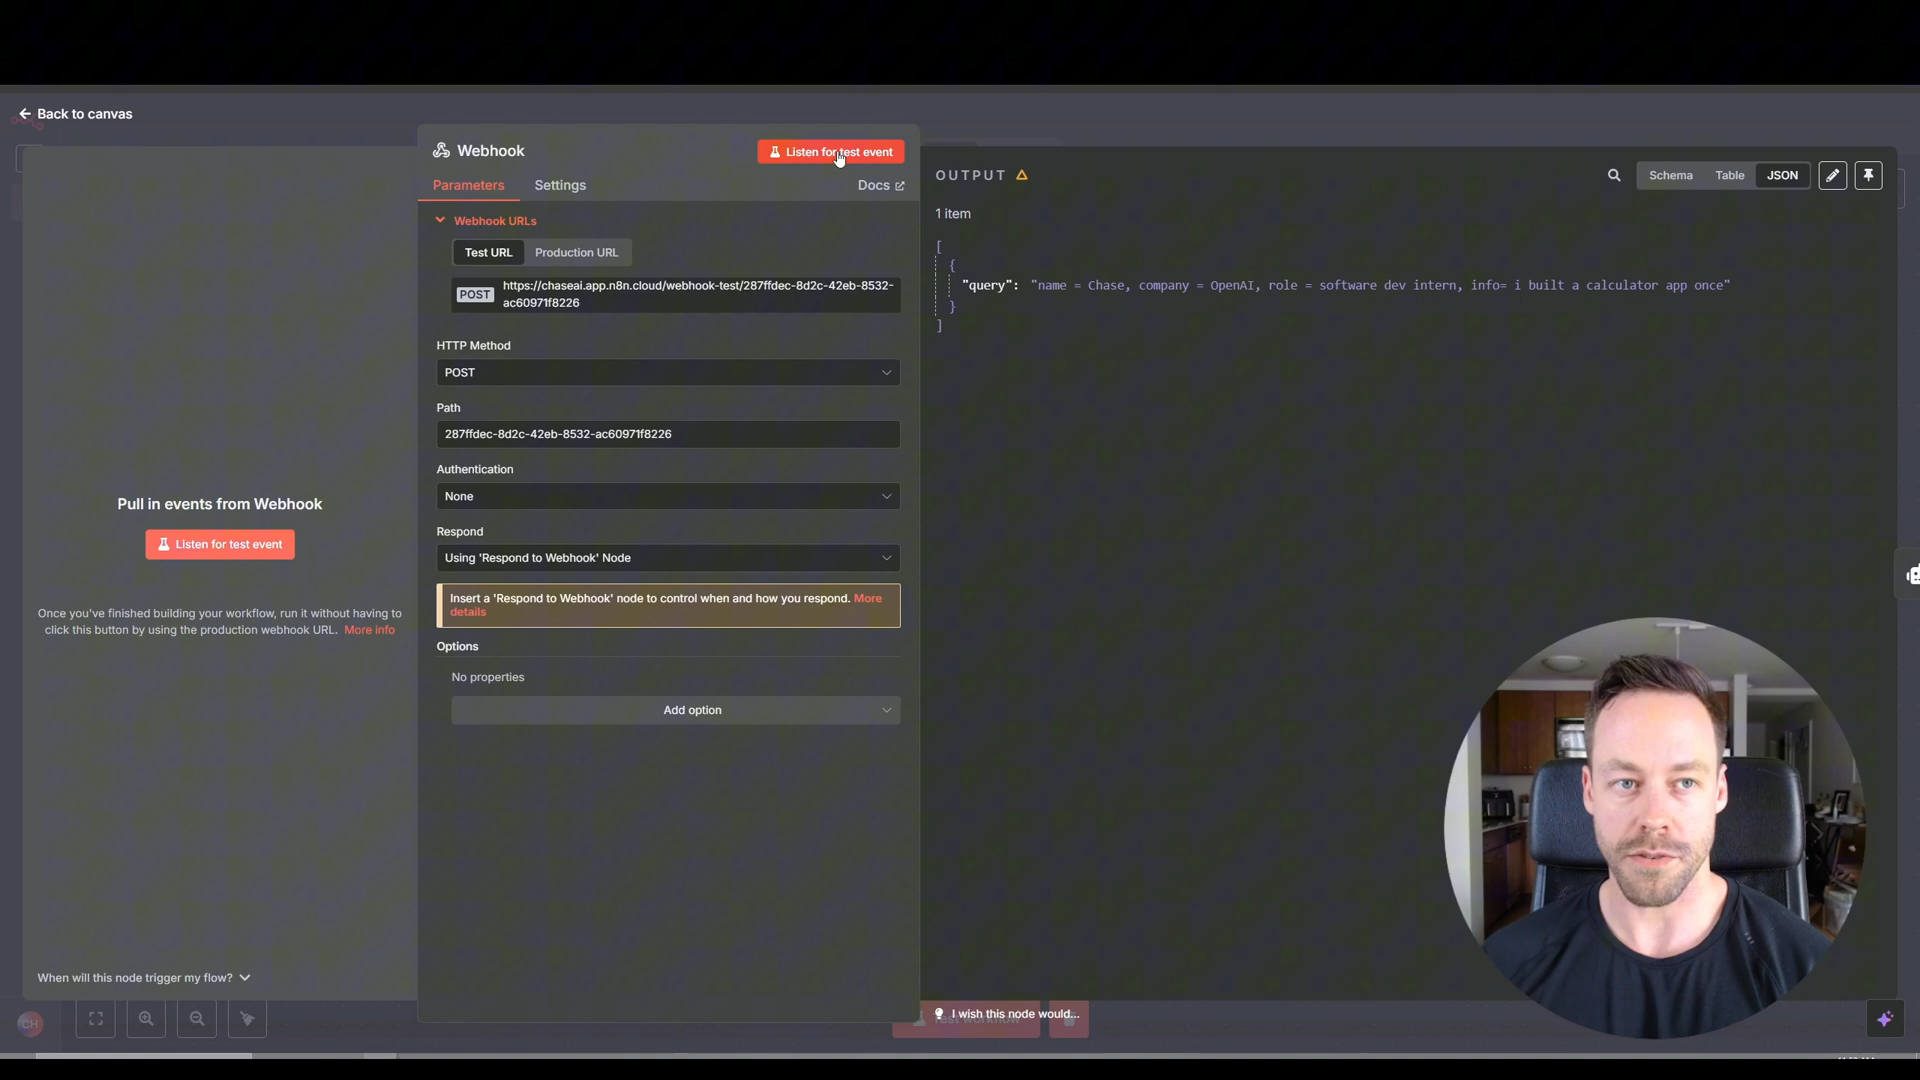 Back to canvas
Webhook
Listen for test event
Parameters
Settings
Docs
Webhook URLs
Test URL
Production URL
POST
https://chaseai.app.n8n.cloud/webhook-test/287ffdec-8d2c-42eb-8532-
ac60971f8226
HTTP Method
POST
Path
287ffdec-8d2c-42eb-8532-ac60971f8226
Authentication
None
Respond
Using 'Respond to Webhook' Node
Insert a 'Respond to Webhook' node to control when and how you respond. More
details
Options
No properties
Add option
Pull in events from Webhook
Listen for test event
Once you've finished building your workflow, run it without having to
click this button by using the production webhook URL. More info
When will this node trigger my flow?
OUTPUT
Schema
Table
JSON
1 item
[
{
"query": "name = Chase, company = OpenAI, role = software dev intern, info= i built a calculator app once"
}
]
CH
I wish this node would...